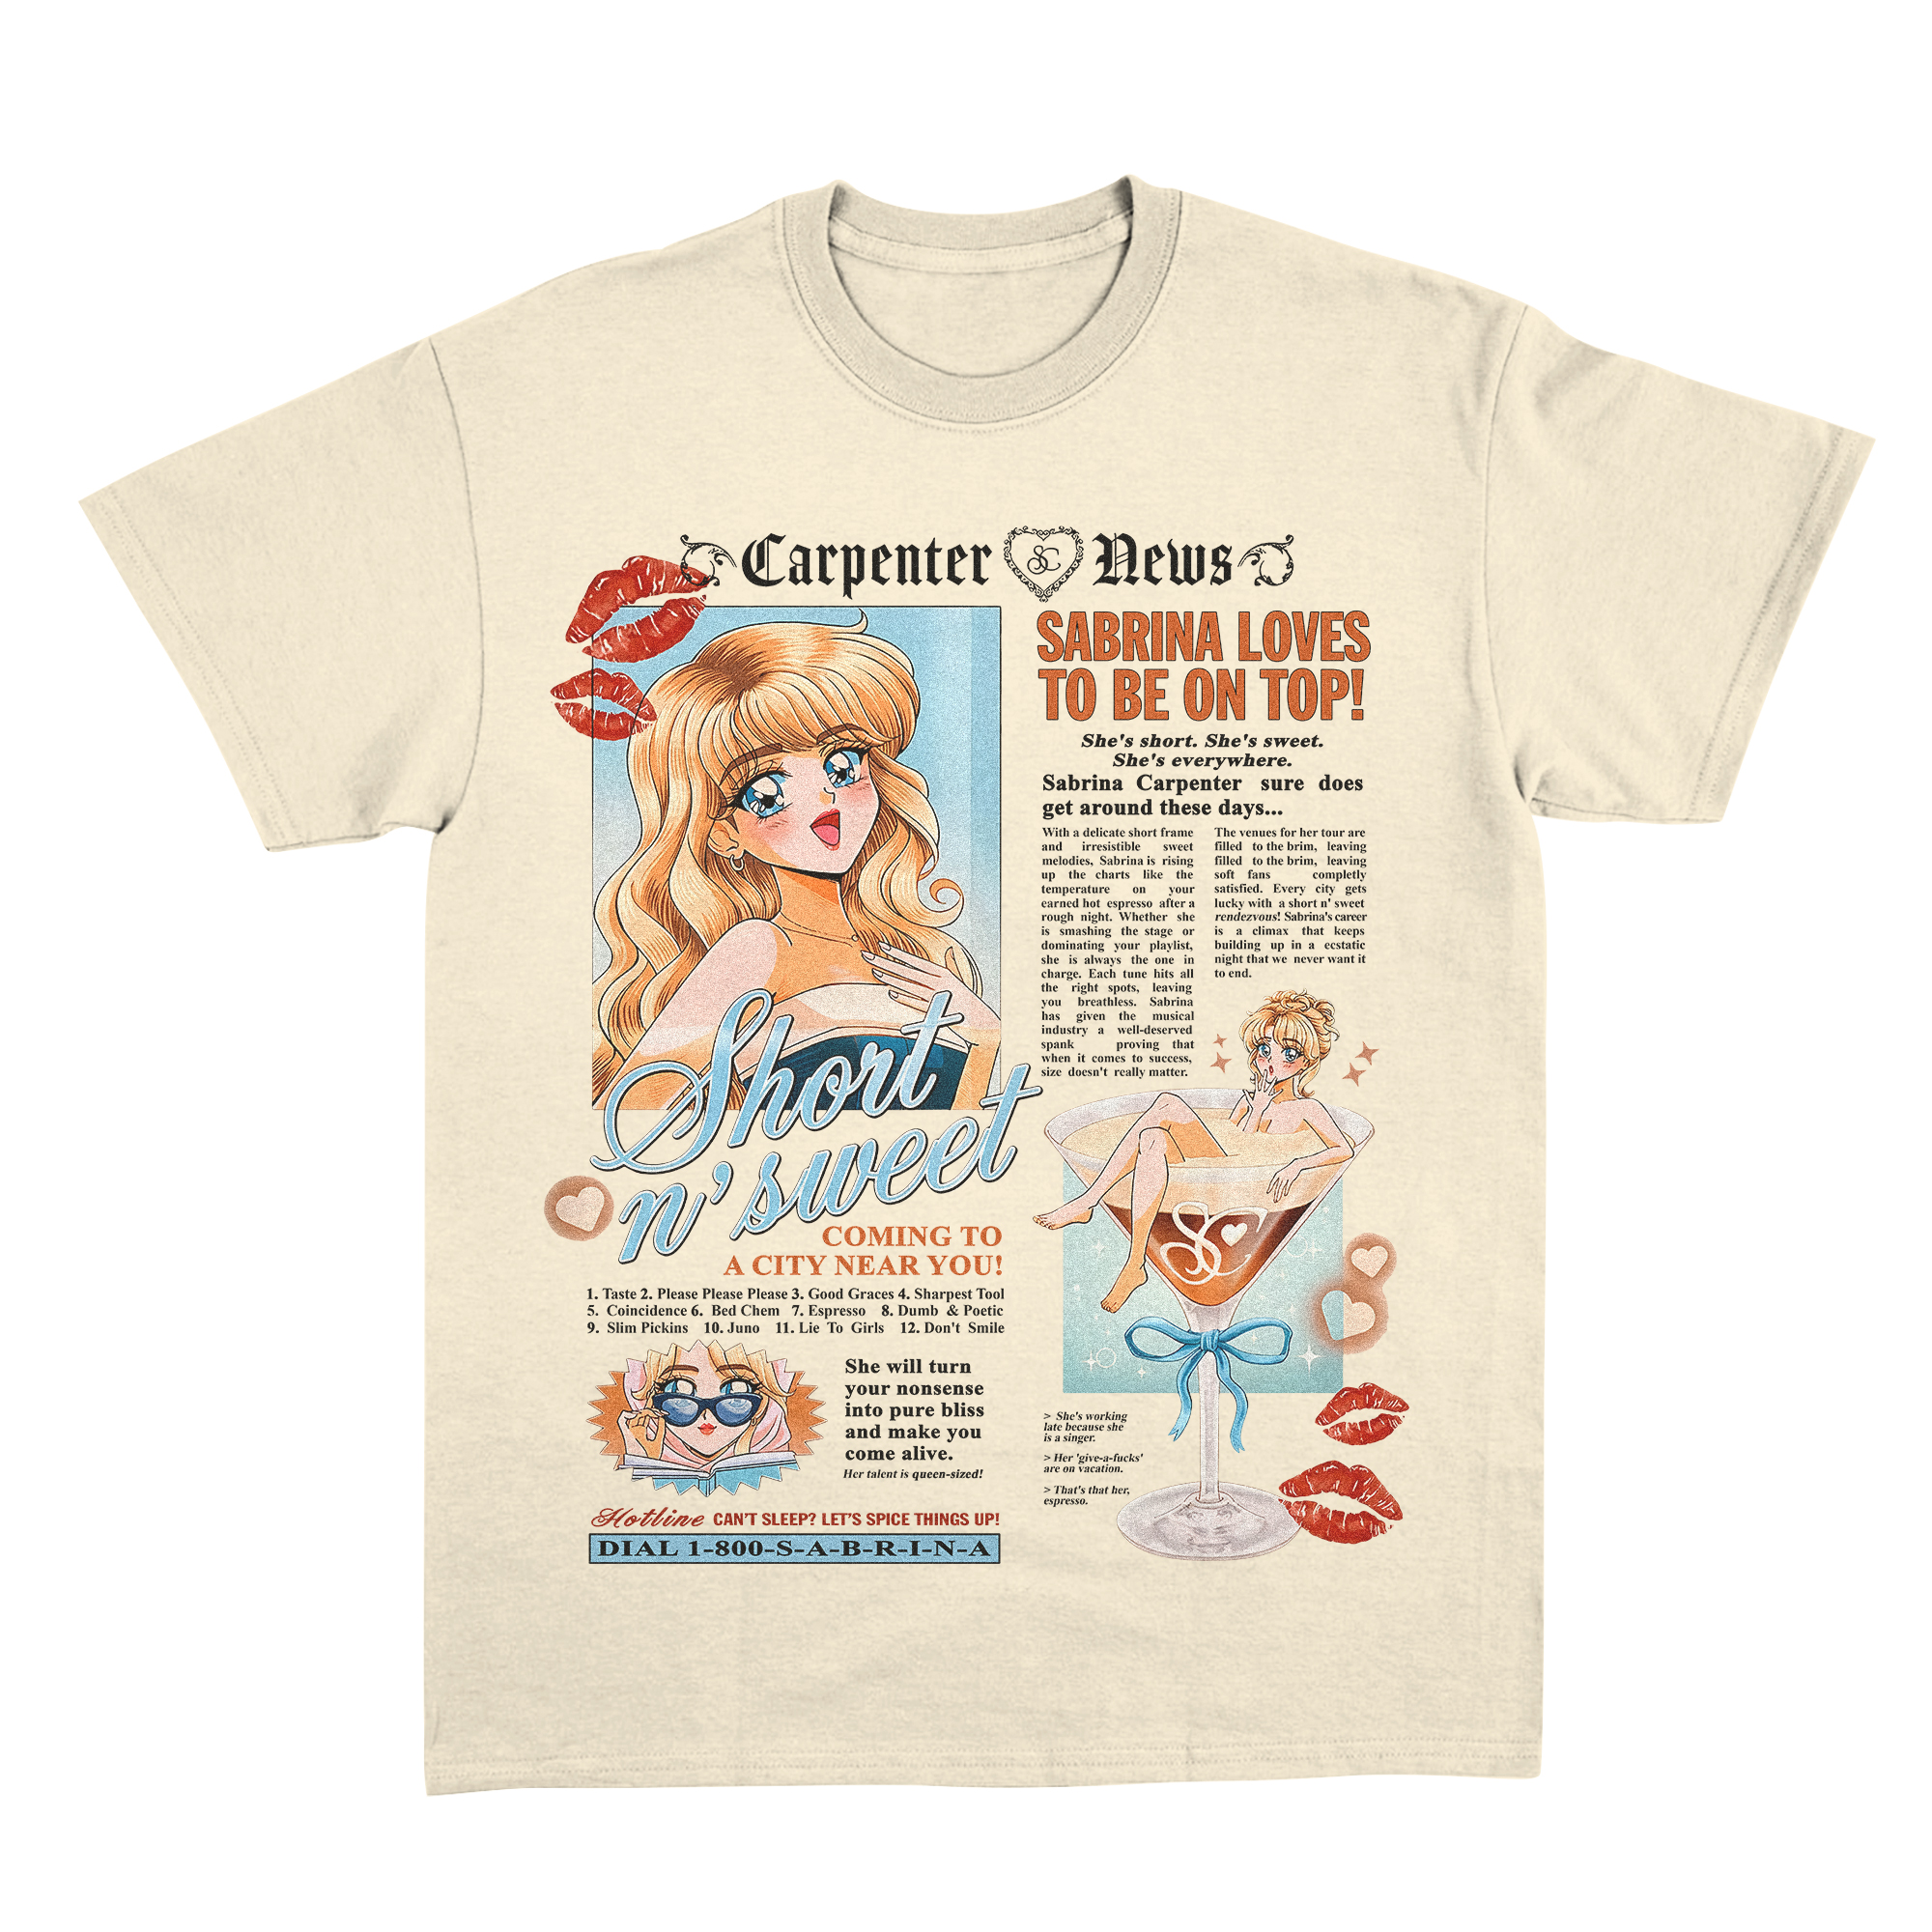 Carpenter SC News
SABRINA LOVES
TO BE ON TOP!
She's short. She's sweet.
She's everywhere.
Sabrina Carpenter sure does
get around these days...
With a delicate short frame
and irresistible sweet
melodies, Sabrina is rising
up the charts like the
temperature on your
earned hot espresso after a
rough night. Whether she
is smashing the stage or
dominating your playlist,
she is always the one in
charge. Each tune hits all
the right spots, leaving
you breathless. Sabrina
has given the musical
industry a well-deserved
spank proving that
when it comes to success,
size doesn't really matter.
The venues for her tour are
filled to the brim, leaving
filled to the brim, leaving
soft fans completly
satisfied. Every city gets
lucky with a short n' sweet
rendezvous! Sabrina's career
is a climax that keeps
building up in a ecstatic
night that we never want it
to end.
Short
n' sweet
COMING TO
A CITY NEAR YOU!
1. Taste 2. Please Please Please 3. Good Graces 4. Sharpest Tool
5. Coincidence 6. Bed Chem 7. Espresso 8. Dumb & Poetic
9. Slim Pickins 10. Juno 11. Lie To Girls 12. Don't Smile
She will turn
your nonsense
into pure bliss
and make you
come alive.
Her talent is queen-sized!
Hotline CAN'T SLEEP? LET'S SPICE THINGS UP!
DIAL 1-800-S-A-B-R-I-N-A
SC
> She's working
late because she
is a singer.
> Her 'give-a-fucks'
are on vacation.
> That's that her,
espresso.